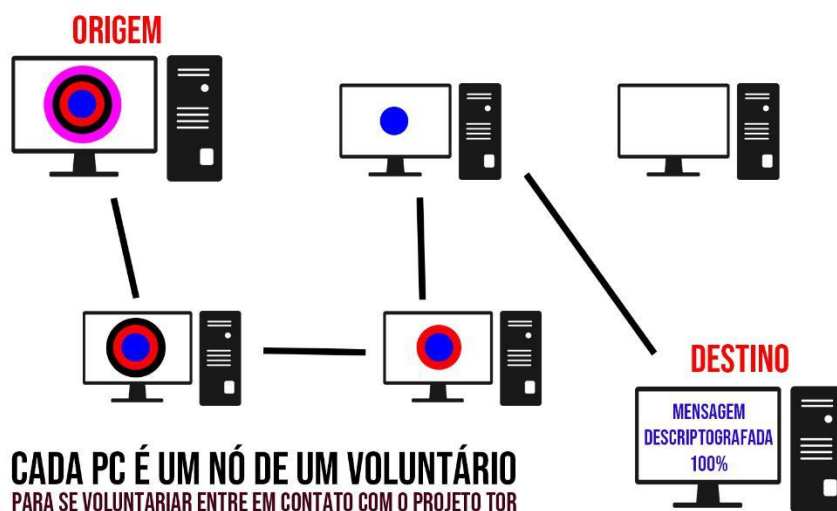 ORIGEM
DESTINO
MENSAGEM
DESCRIPTOGRAFADA
100%
CADA PC É UM NÓ DE UM VOLUNTÁRIO
PARA SE VOLUNTARIAR ENTRE EM CONTATO COM O PROJETO TOR